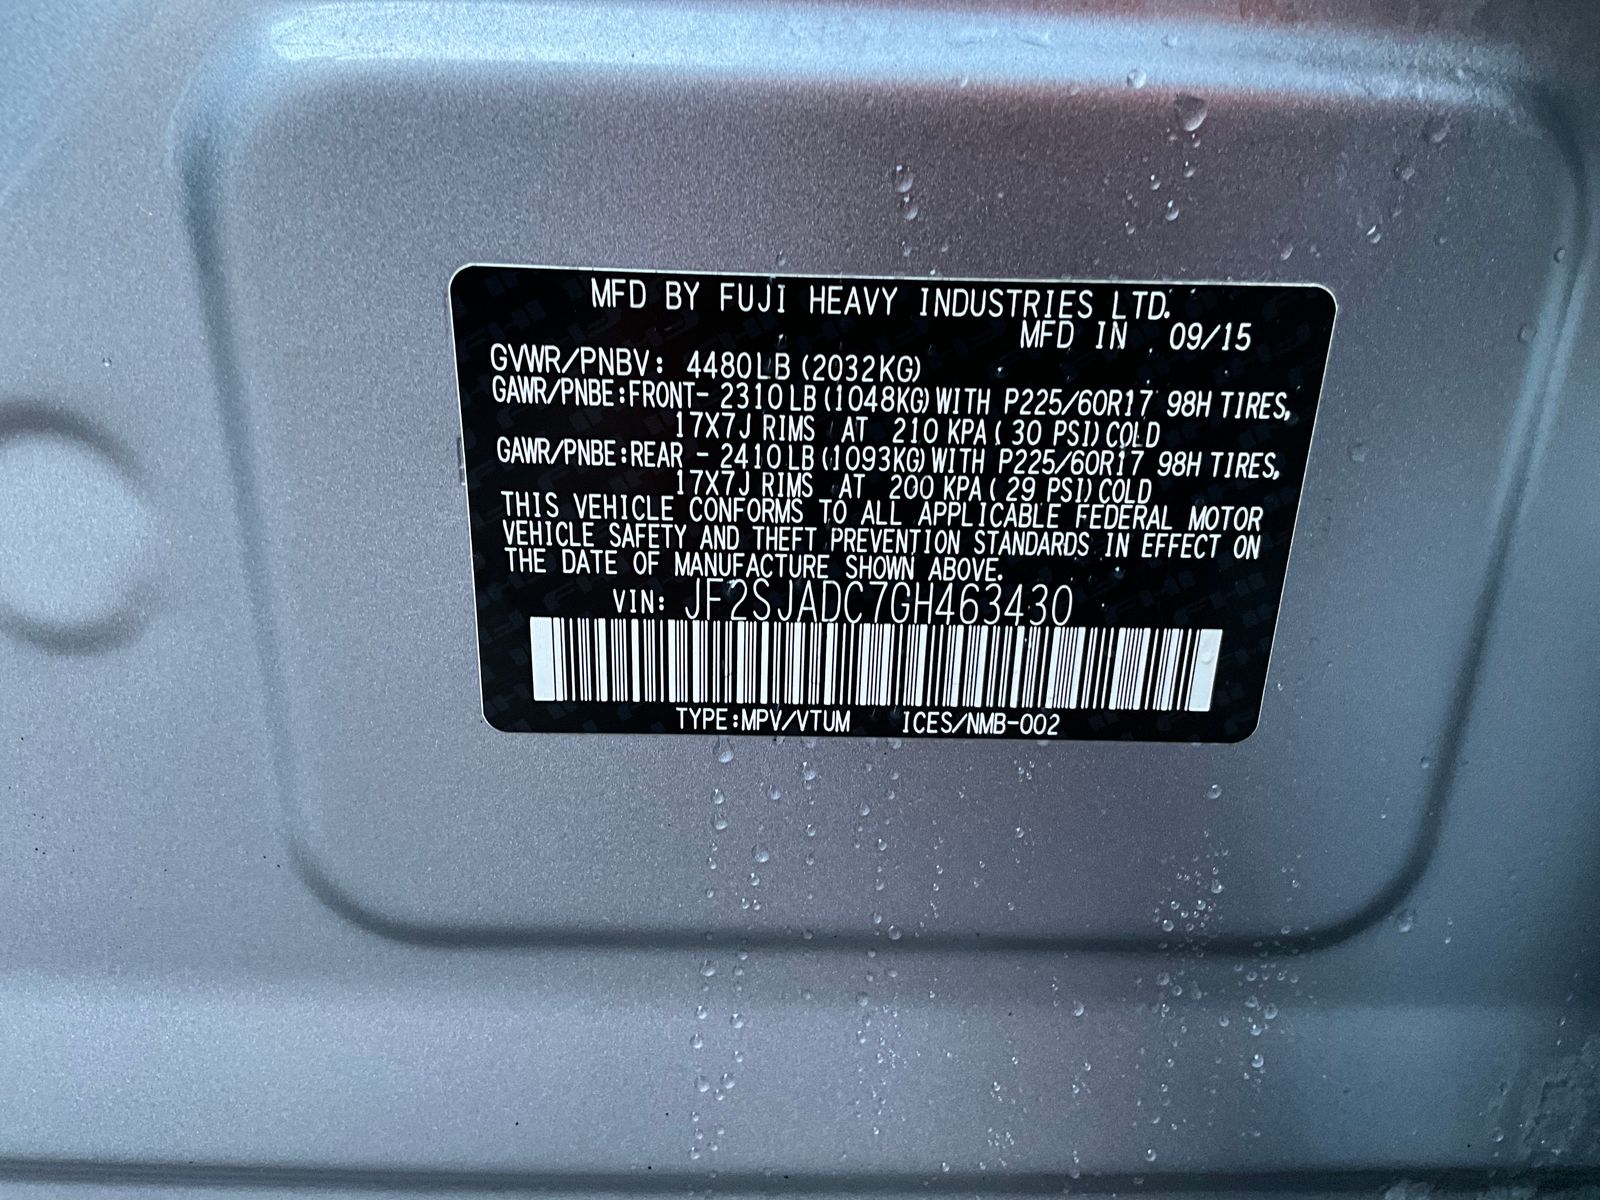 MFD BY FUJI HEAVY INDUSTRIES LTD.
MFD IN 09/15
GVWR/PNBV: 4480LB (2032KG)
GAWR/PNBE:FRONT- 2310LB (1048KG) WITH P225/60R17 98H TIRES,
17X7J RIMS AT 210 KPA ( 30 PSI) COLD
GAWR/PNBE:REAR - 2410LB (1093KG) WITH P225/60R17 98H TIRES,
17X7J RIMS AT 200 KPA ( 29 PSI) COLD
THIS VEHICLE CONFORMS TO ALL APPLICABLE FEDERAL MOTOR
VEHICLE SAFETY AND THEFT PREVENTION STANDARDS IN EFFECT ON
THE DATE OF MANUFACTURE SHOWN ABOVE.
VIN: JF2SJADC7GH463430
TYPE:MPV/VTUM ICES/NMB-002